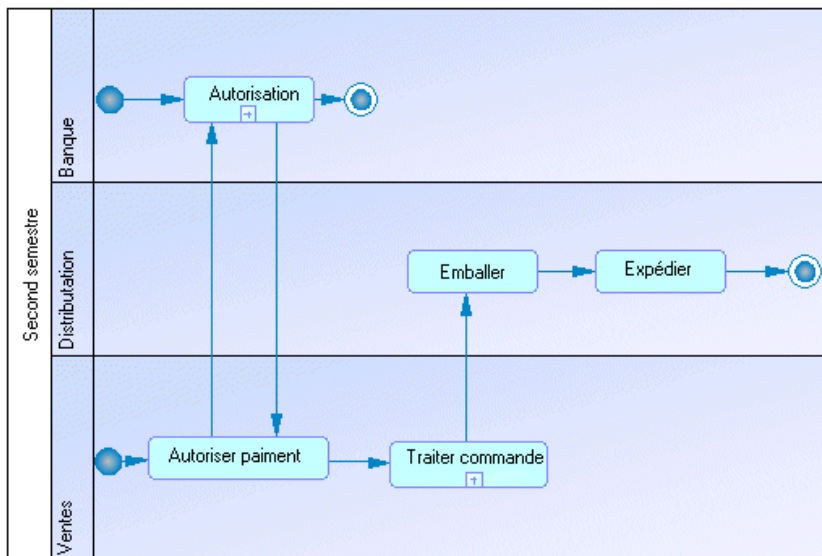 Second semestre
Banque
Autorisation
Distributation
Emballer
Expédier
Ventes
Autoriser paiment
Traiter commande